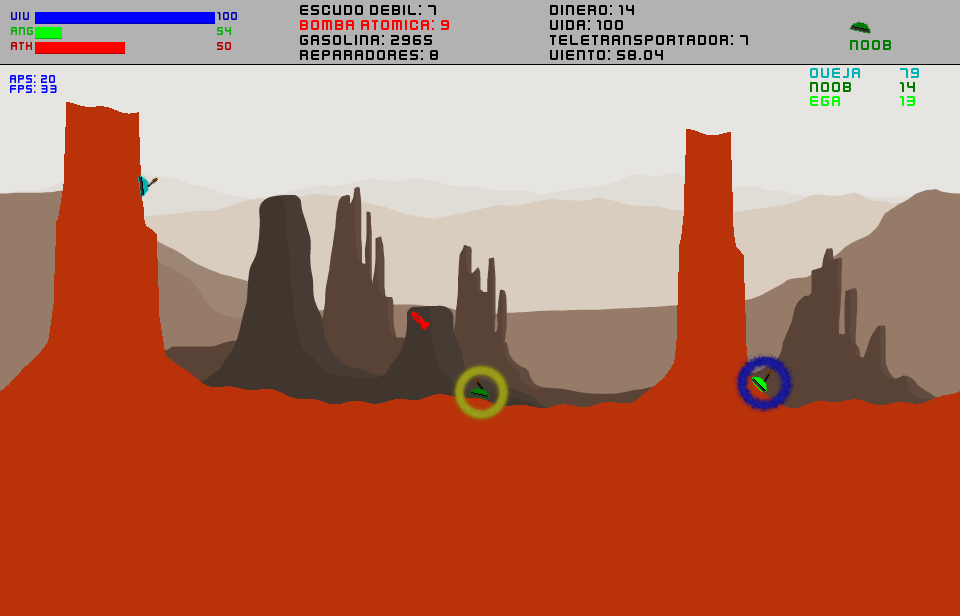 VIU 100
ANG 54
ATH 50
ESCUDO DEBIL: 7
BOMBA ATOMICA: 9
GASOLINA: 2965
REPARADORES: 8
DINERO: 14
VIDA: 100
TELETRANSPORTADOR: 7
VIENTO: 58.04
NOOB
APS: 20
FPS: 33
OVEJA 79
NOOB 14
EGA 13